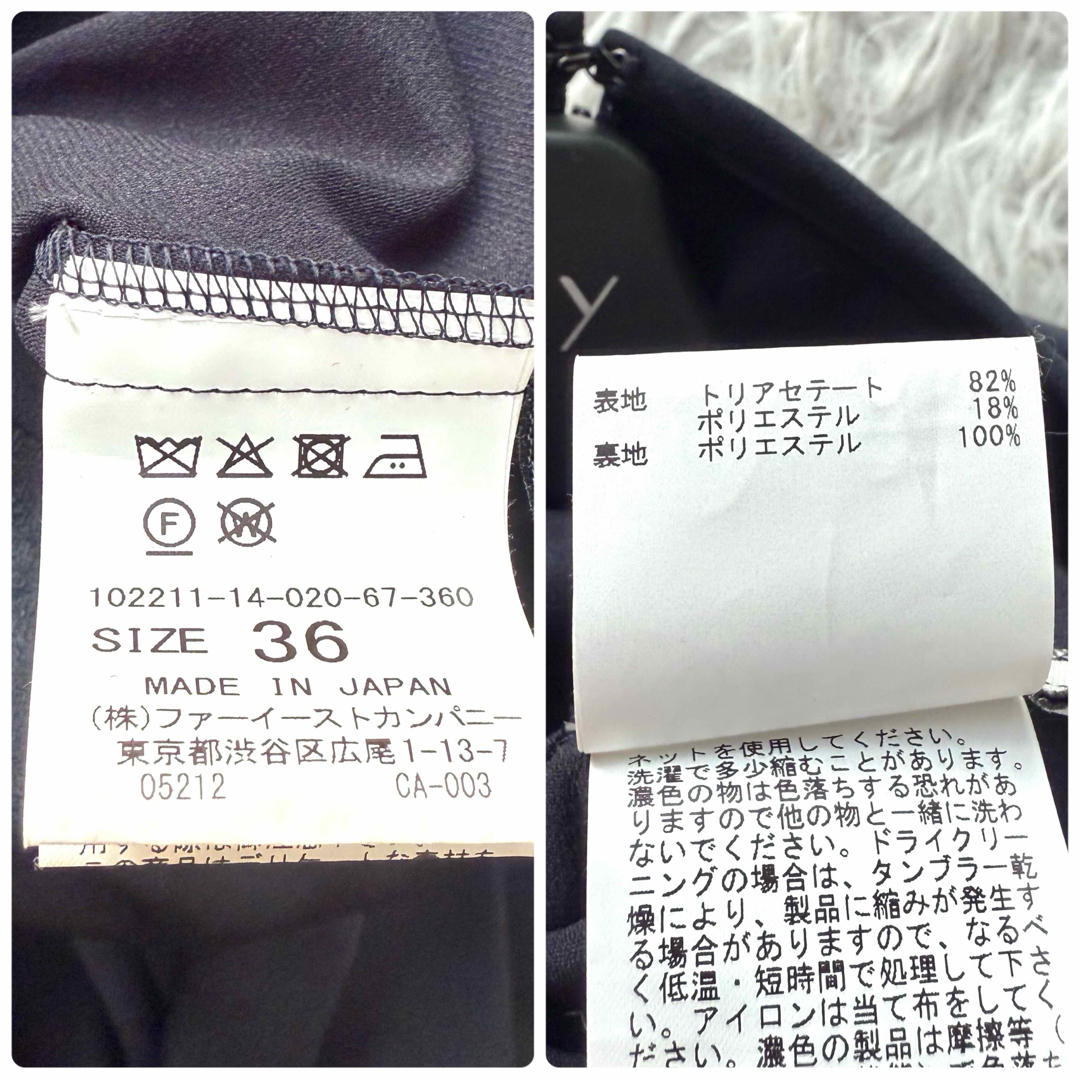 F
W
102211-14-020-67-360
SIZE 36
MADE IN JAPAN
(株)ファーイーストカンパニー
東京都渋谷区広尾1-13-7
05212 CA-003
Y
表地 トリアセテート 82%
ポリエステル 18%
裏地 ポリエステル 100%
ネットを使用してください。
洗濯で多少縮むことがあります。
濃色の物は色落ちする恐れがあ
りますので他の物と一緒に洗わ
ないでください。ドライクリー
ニングの場合は、タンブラー乾
燥により、製品に縮みが発生す
る場合がありますので、なるべ
く低温・短時間で処理して下さ
い。アイロンは当て布をしてく
ださい。濃色の製品は摩擦等(